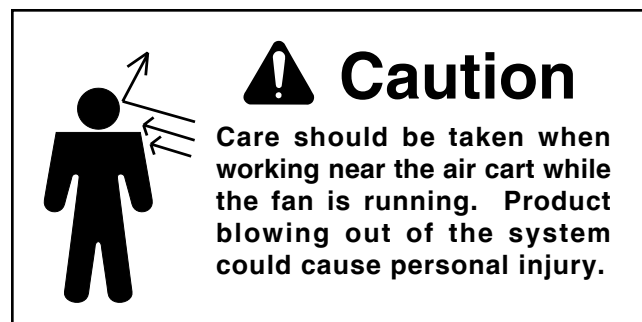 Caution
Care should be taken when
working near the air cart while
the fan is running. Product
blowing out of the system
could cause personal injury.